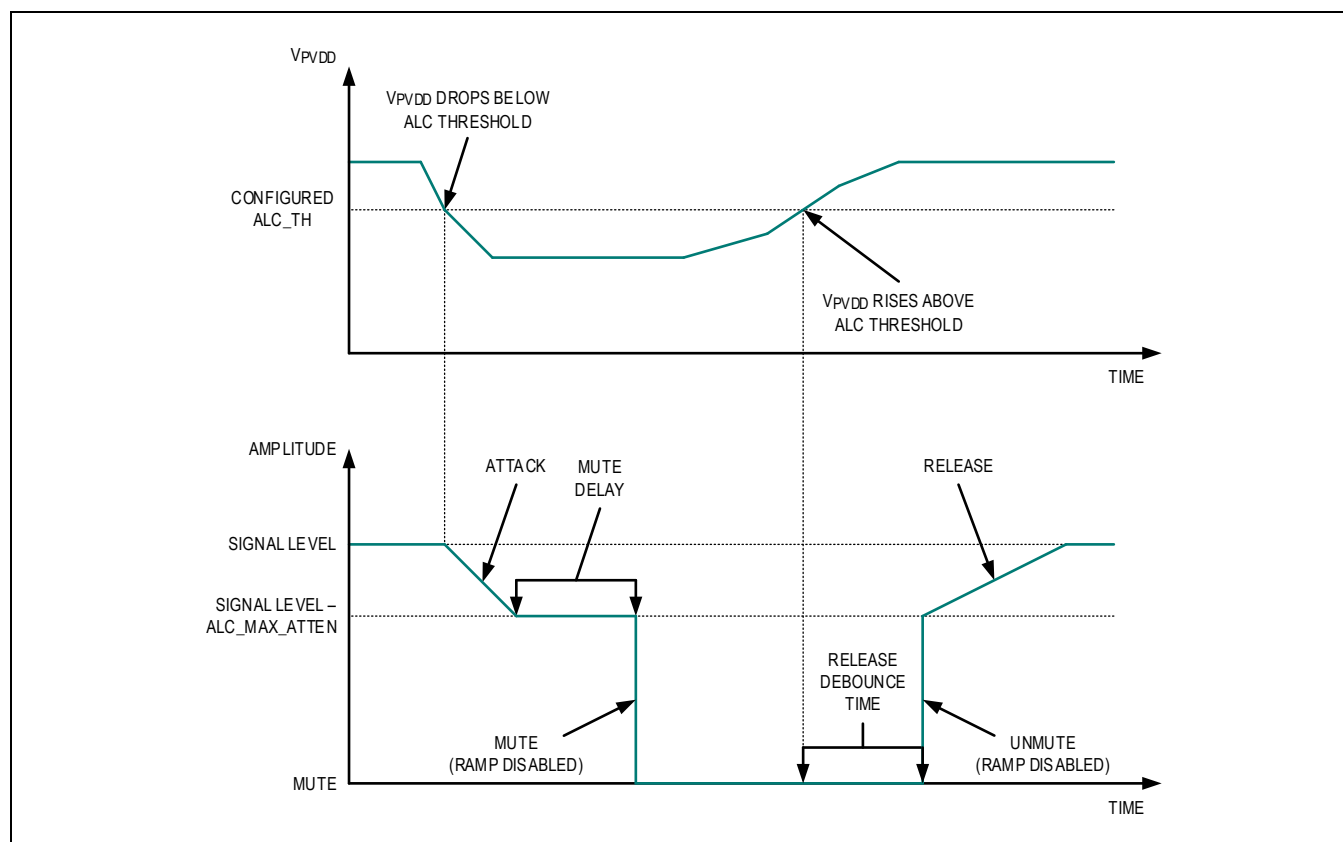 VPVDD
VPVDD DROPS BELOW
ALC THRESHOLD
CONFIGURED
ALC_TH
VPVDD RISES ABOVE
ALC THRESHOLD
TIME
AMPLITUDE
ATTACK
MUTE
DELAY
RELEASE
SIGNAL LEVEL
SIGNAL LEVEL –
ALC_MAX_ATTEN
RELEASE
DEBOUNCE
TIME
MUTE
(RAMP DISABLED)
UNMUTE
(RAMP DISABLED)
MUTE
TIME